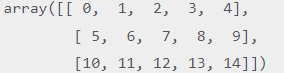 array([[ 0,  1,  2,  3,  4],
       [ 5,  6,  7,  8,  9],
       [10, 11, 12, 13, 14]])